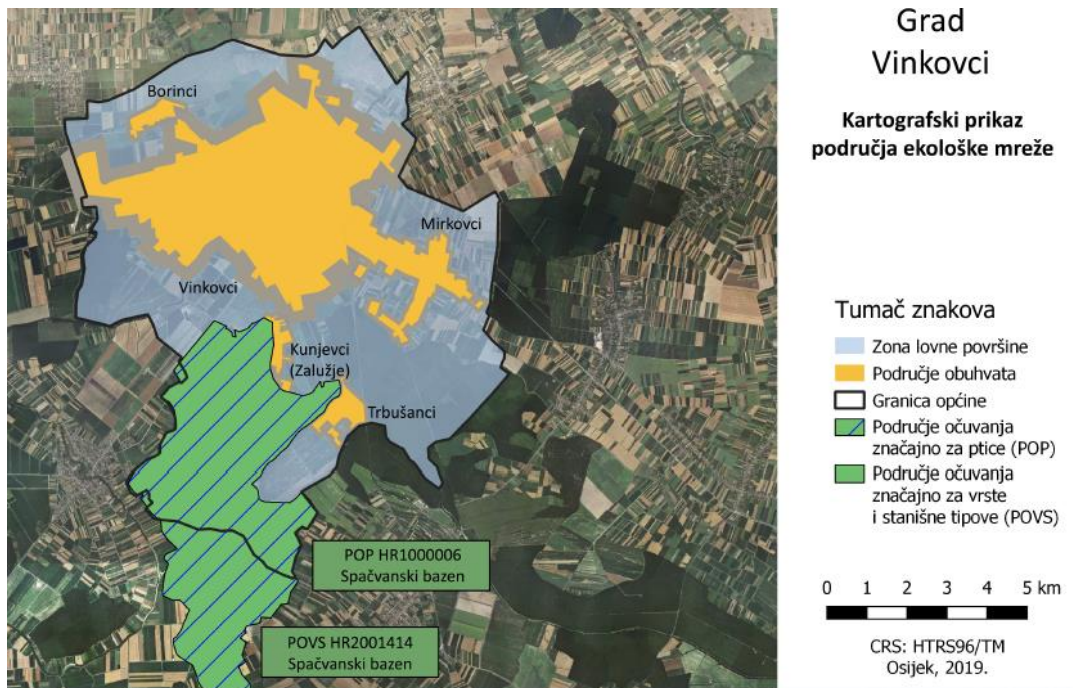 Grad
Vinkovci
Kartografski prikaz
područja ekološke mreže
Borinci
Mirkovci
Vinkovci
Kunjevci
(Zalužje)
Trbušanci
POP HR1000006
Spačvanski bazen
POVS HR2001414
Spačvanski bazen
Tumač znakova
Zona lovne površine
Područje obuhvata
Granica općine
Područje očuvanja
značajno za ptice (POP)
Područje očuvanja
značajno za vrste
i stanišne tipove (POVS)
0 1 2 3 4 5 km
CRS: HTRS96/TM
Osijek, 2019.